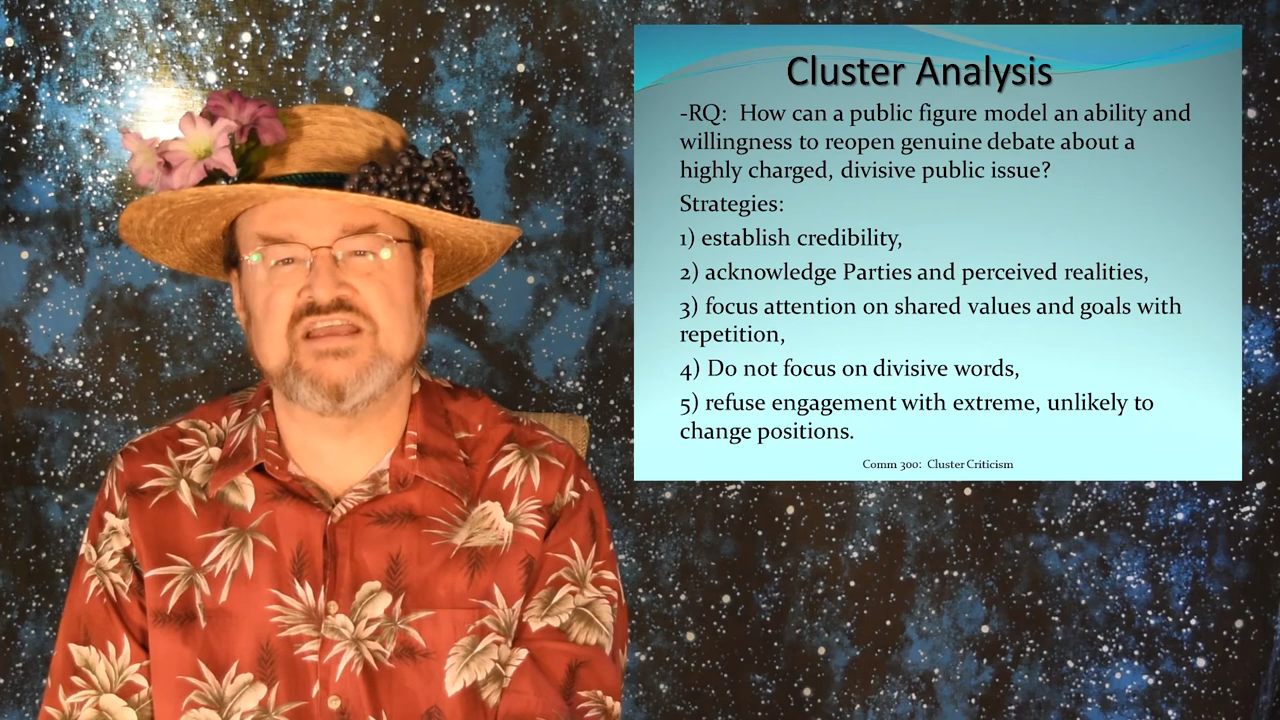 Cluster Analysis
-RQ: How can a public figure model an ability and
willingness to reopen genuine debate about a
highly charged, divisive public issue?
Strategies:
1) establish credibility,
2) acknowledge Parties and perceived realities,
3) focus attention on shared values and goals with
repetition,
4) Do not focus on divisive words,
5) refuse engagement with extreme, unlikely to
change positions.
Comm 300: Cluster Criticism